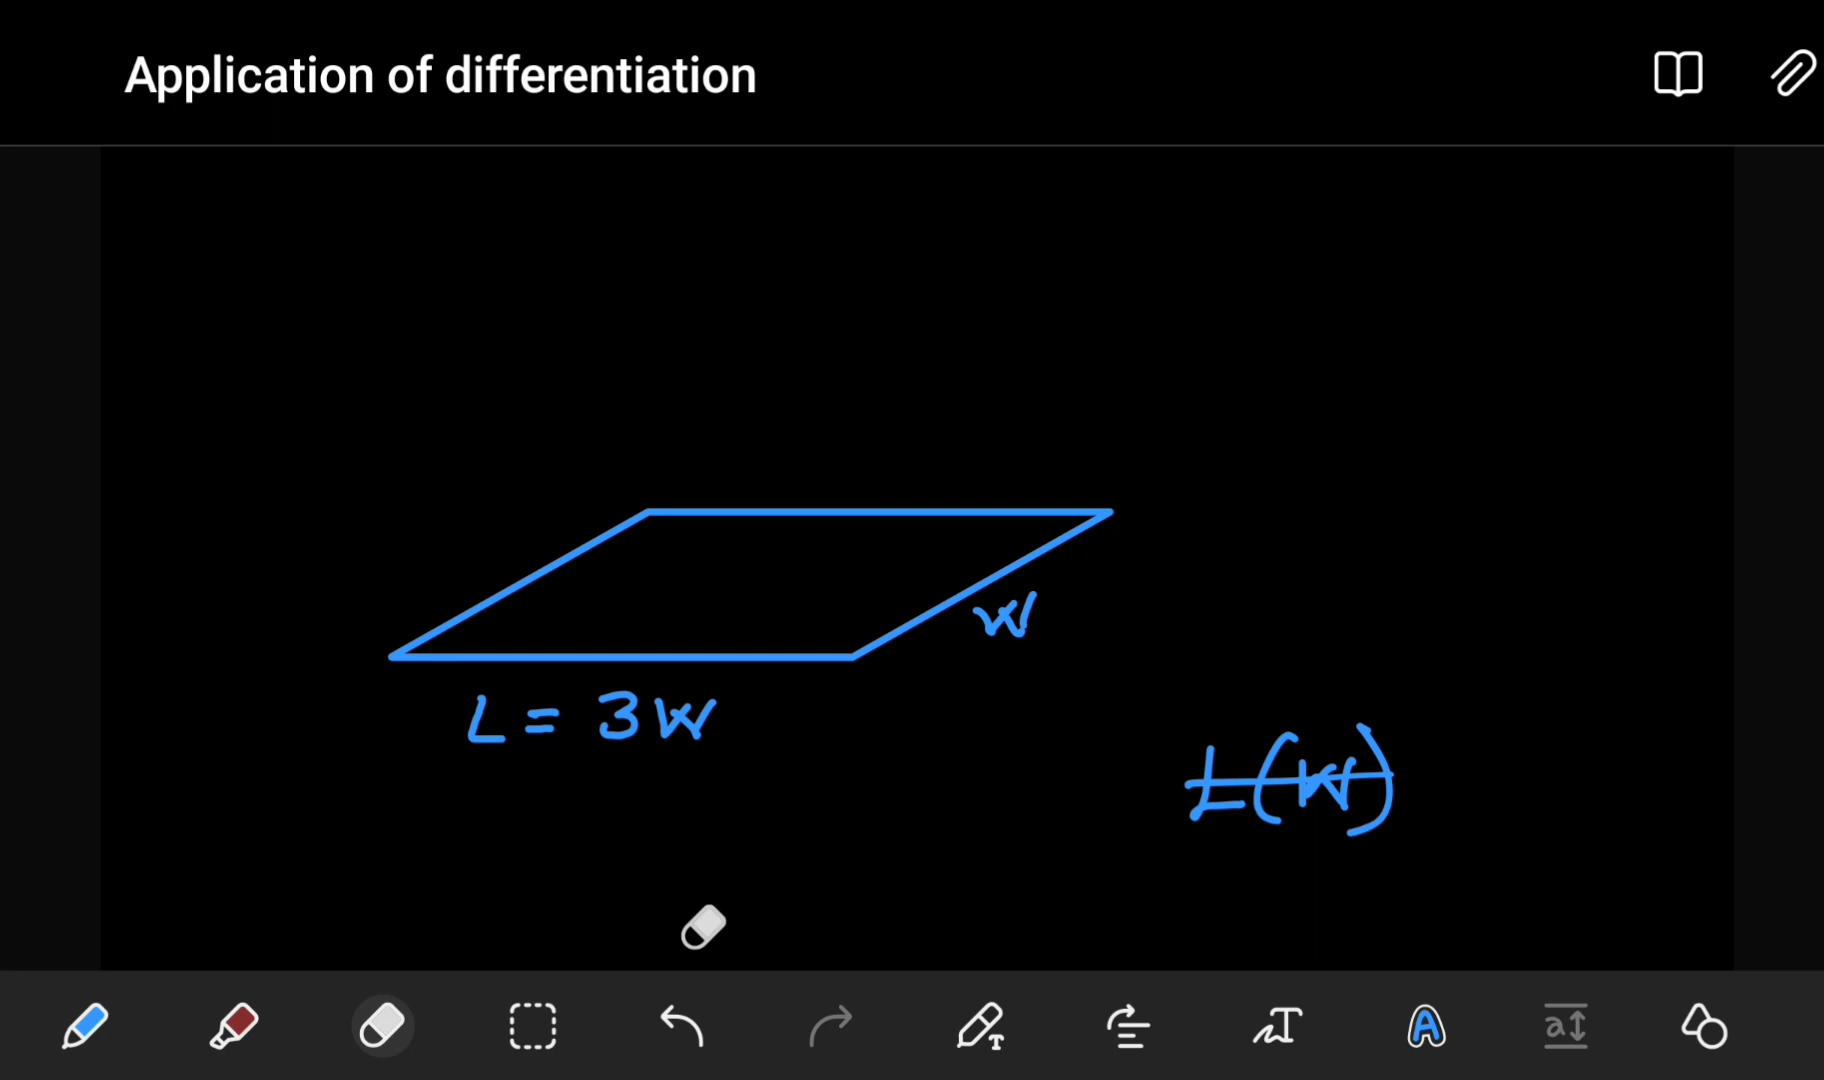 Application of differentiation
W
L = 3W
L(W)
T
T
A
a